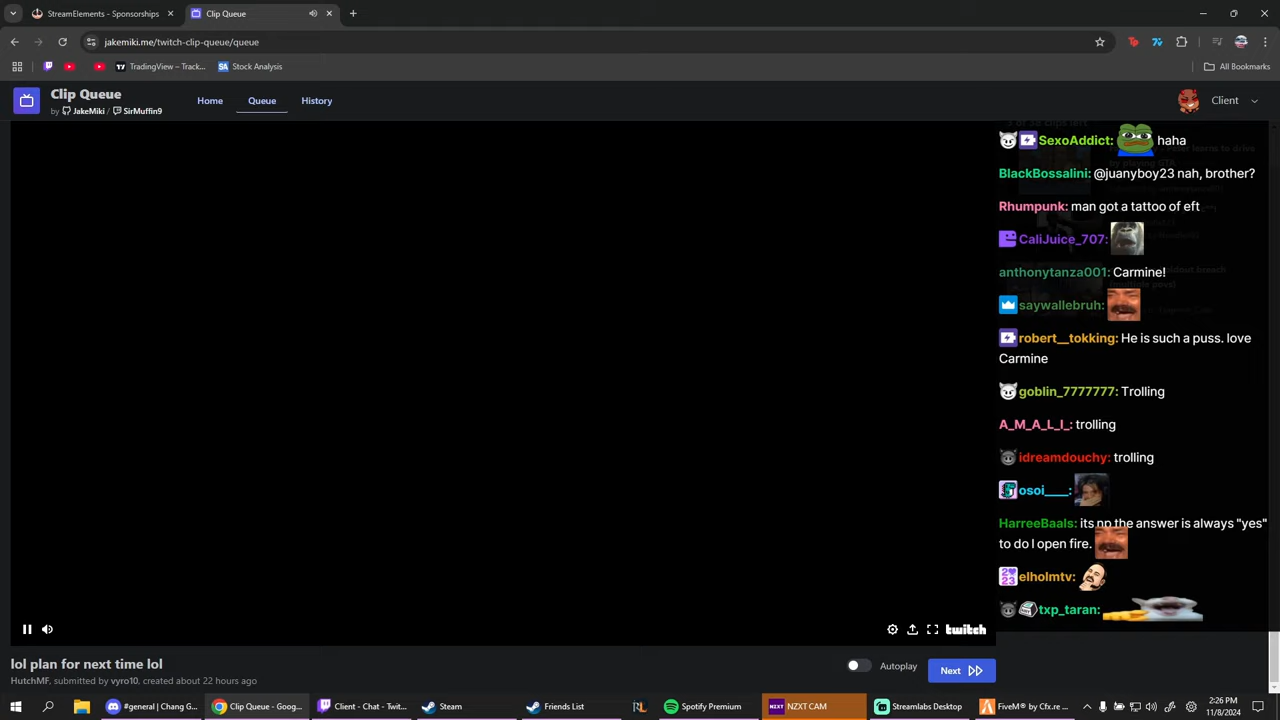 StreamElements - Sponsorships
Clip Queue
jakemiki.me/twitch-clip-queue/queue
TradingView – Track...
SA Stock Analysis
All Bookmarks
Clip Queue
by JakeMiki / SirMuffin9
Home
Queue
History
Client
SexoAddict: haha
BlackBossalini: @juanyboy23 nah, brother?
Rhumpunk: man got a tattoo of eft
CaliJuice_707:
anthonytanza001: Carmine!
saywallebruh:
robert__tokking: He is such a puss. love
Carmine
goblin_7777777: Trolling
A_M_A_L_I_: trolling
idreamdouchy: trolling
osoi____:
HarreeBaals: its np the answer is always "yes"
to do I open fire.
elholmtv:
txp_taran:
twitch
lol plan for next time lol
HutchMF, submitted by vyro10, created about 22 hours ago
Autoplay
Next
#general | Chang G...
Clip Queue - Goog...
Client - Chat - Twit...
Steam
Friends List
Spotify Premium
NZXT NZXT CAM
Streamlabs Desktop
FiveM® by Cfx.re ...
2:26 PM
11/8/2024